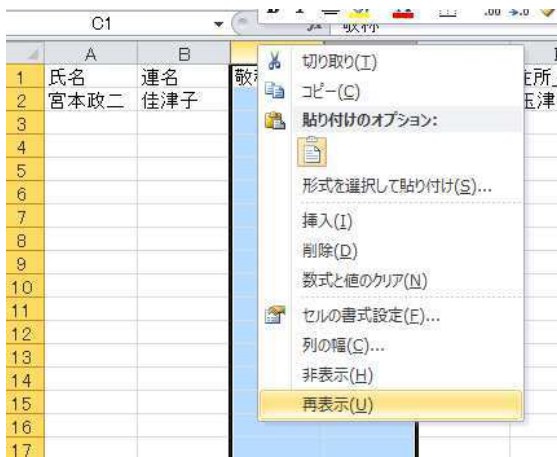 C1
.00 →.0
A B
1 氏名 連名 敬
2 宮本政二 佳津子
3
4
5
6
7
8
9
10
11
12
13
14
15
16
17
切り取り(T)
コピー(C)
貼り付けのオプション:
形式を選択して貼り付け(S)...
挿入(I)
削除(D)
数式と値のクリア(N)
セルの書式設定(F)...
列の幅(C)...
非表示(H)
再表示(U)